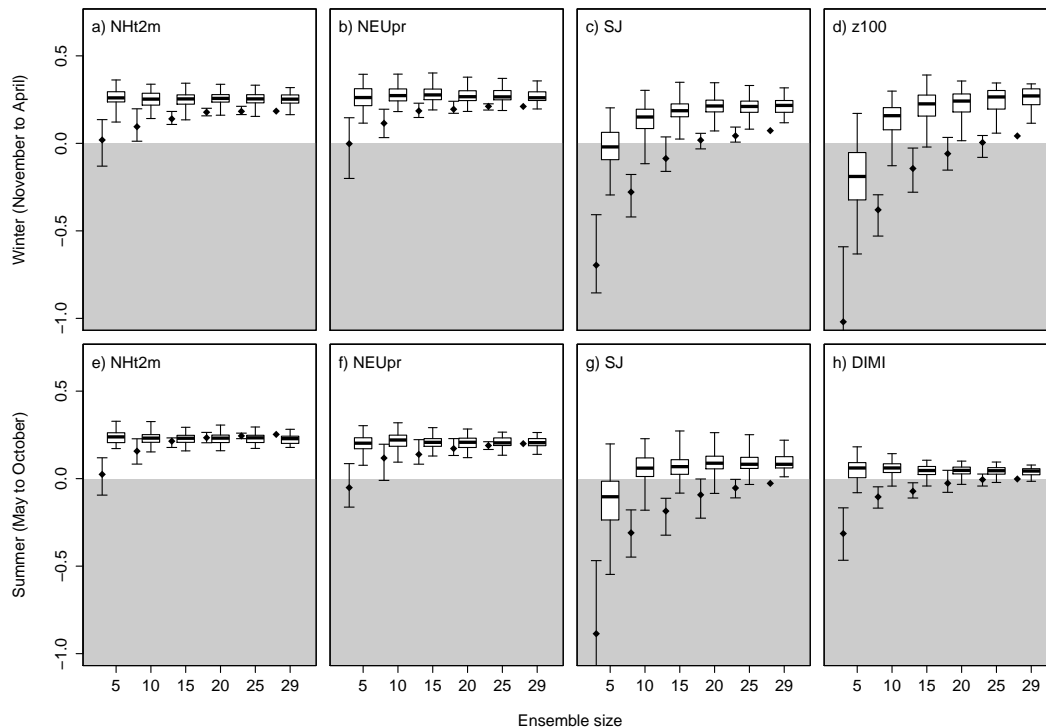 a) NHt2m
b) NEUpr
c) SJ
d) z100
Winter (November to April)
0.5
0.0
−0.5
−1.0
e) NHt2m
f) NEUpr
g) SJ
h) DIMI
Summer (May to October)
0.5
0.0
−0.5
−1.0
5 10 15 20 25 29
5 10 15 20 25 29
5 10 15 20 25 29
5 10 15 20 25 29
Ensemble size